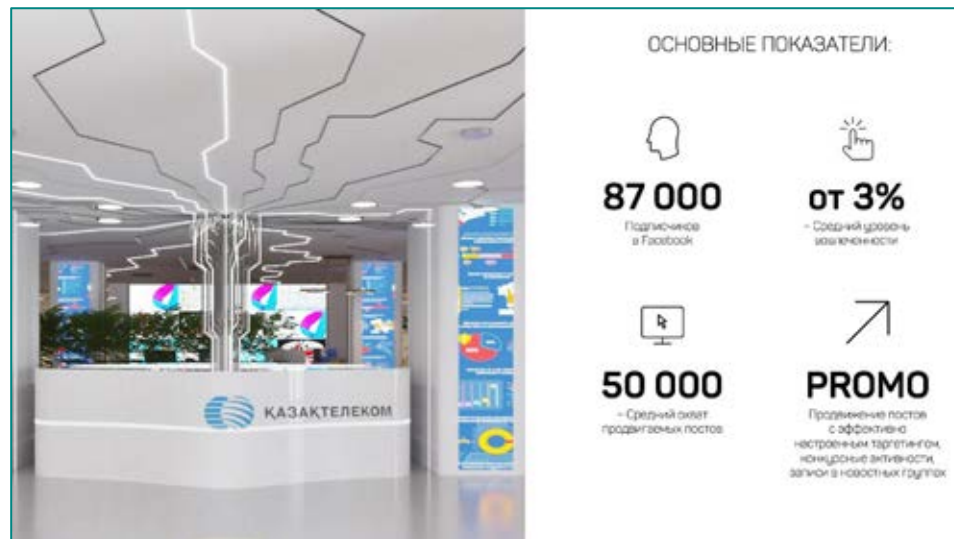 ОСНОВНЫЕ ПОКАЗАТЕЛИ:
87 000
Подписчиков
в Facebook
от 3%
– Средний уровень
вовлеченности
50 000
– Средний охват
продвигаемых постов
PROMO
Продвижение постов
с эффективно
настроенным таргетингом,
конкурсные активности,
записи в новостных группах
ҚАЗАҚТЕЛЕКОМ